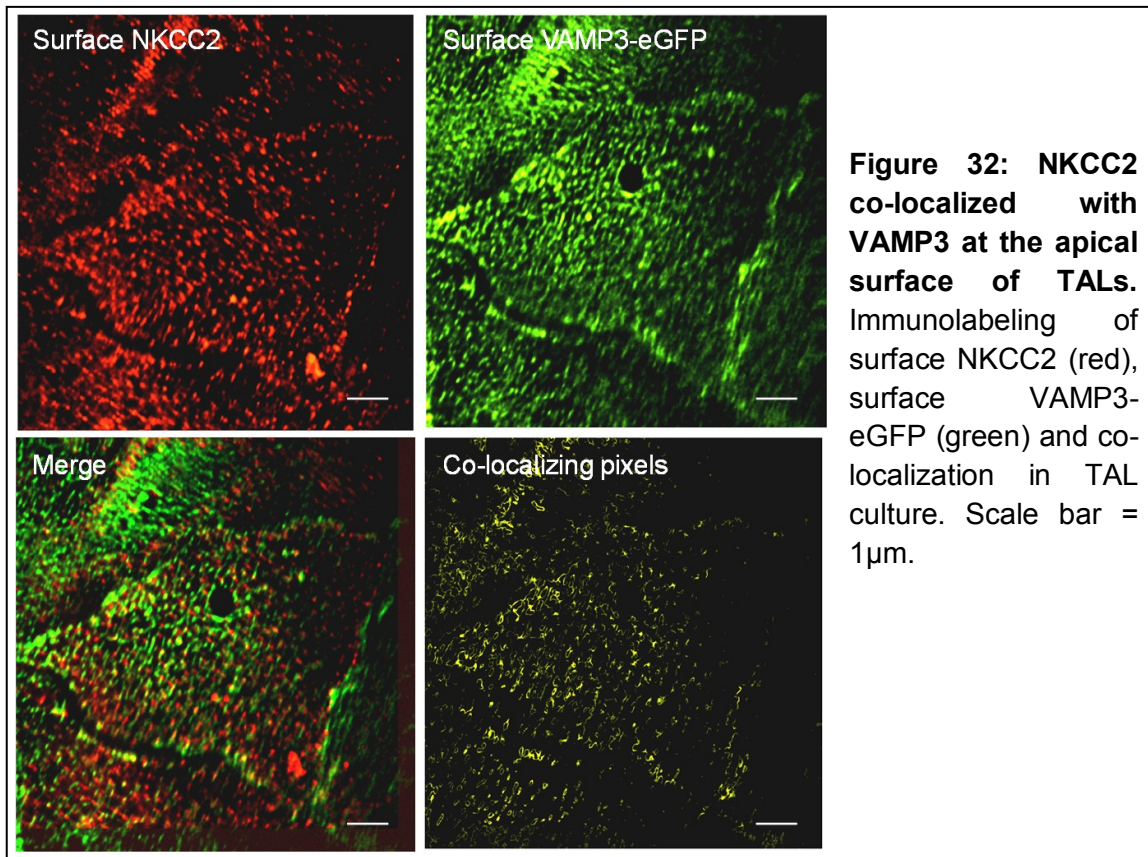 Surface NKCC2
Surface VAMP3-eGFP
Merge
Co-localizing pixels
Figure 32: NKCC2
co-localized with
VAMP3 at the apical
surface of TALs.
Immunolabeling of
surface NKCC2 (red),
surface VAMP3-
eGFP (green) and co-
localization in TAL
culture. Scale bar =
1µm.